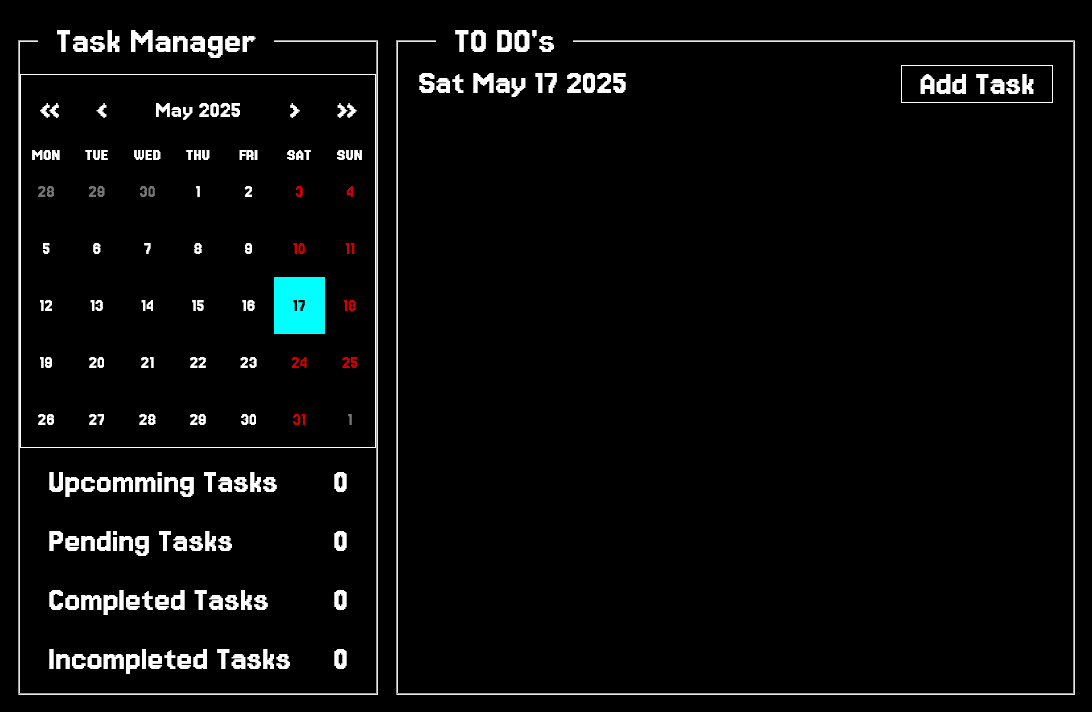 Task Manager
« ‹ May 2025 › »
MON TUE WED THU FRI SAT SUN
28 29 30 1 2 3 4
5 6 7 8 9 10 11
12 13 14 15 16 17 18
19 20 21 22 23 24 25
26 27 28 29 30 31 1
Upcomming Tasks 0
Pending Tasks 0
Completed Tasks 0
Incompleted Tasks 0
TO DO's
Sat May 17 2025
Add Task